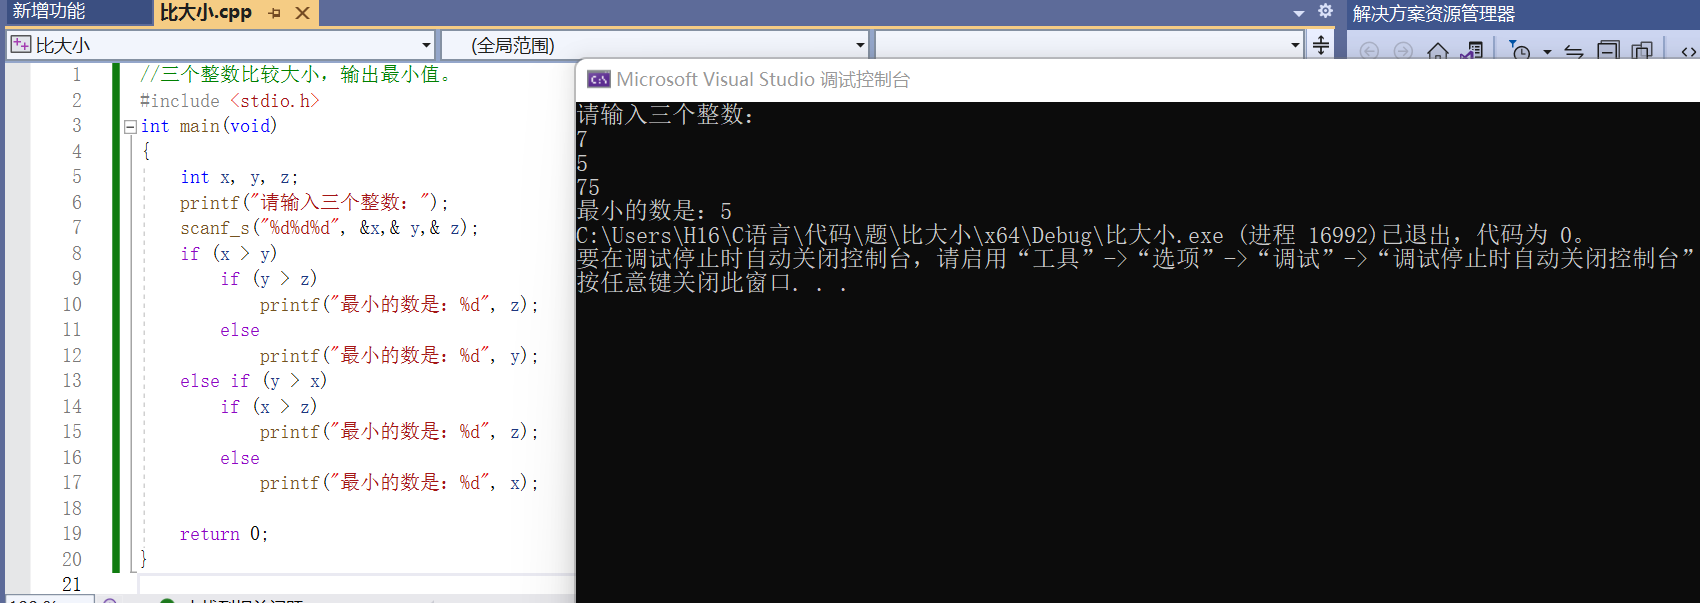 新增功能
比大小.cpp
解决方案资源管理器
比大小
(全局范围)
1 //三个整数比较大小，输出最小值。
2 #include <stdio.h>
3 int main(void)
4 {
5 int x, y, z;
6 printf("请输入三个整数：");
7 scanf_s("%d%d%d", &x,& y,& z);
8 if (x > y)
9 if (y > z)
10 printf("最小的数是：%d", z);
11 else
12 printf("最小的数是：%d", y);
13 else if (y > x)
14 if (x > z)
15 printf("最小的数是：%d", z);
16 else
17 printf("最小的数是：%d", x);
18
19 return 0;
20 }
21
Microsoft Visual Studio 调试控制台
请输入三个整数：
7
5
75
最小的数是：5
C:\Users\H16\C语言\代码\题\比大小\x64\Debug\比大小.exe (进程 16992)已退出，代码为 0。
要在调试停止时自动关闭控制台，请启用“工具”->“选项”->“调试”->“调试停止时自动关闭控制台”
按任意键关闭此窗口. . .